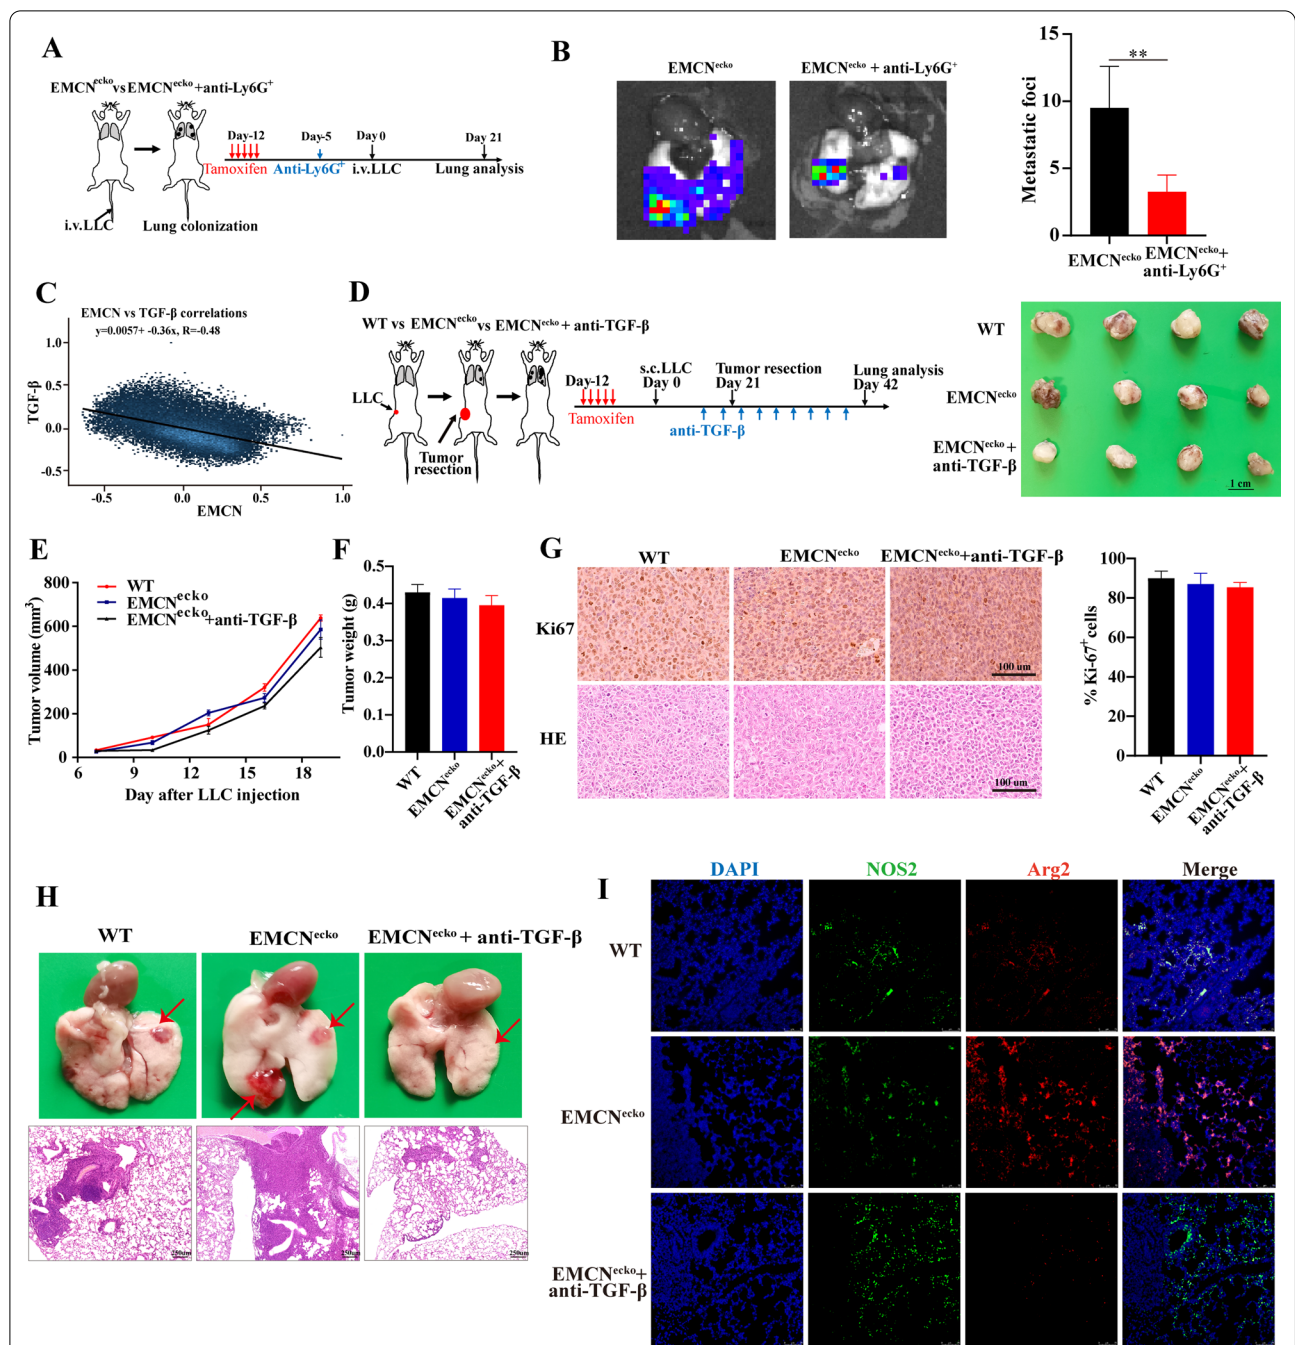 A
EMCNecko vs EMCNecko+anti-Ly6G+
Day-12
Day-5
Day 0
Day 21
Tamoxifen
Anti-Ly6G+
i.v.LLC
Lung analysis
i.v.LLC
Lung colonization
B
EMCNecko
EMCNecko + anti-Ly6G+
Metastatic foci
15
10
5
0
**
EMCNecko
EMCNecko+
anti-Ly6G+
C
EMCN vs TGF-β correlations
y=0.0057+ -0.36x, R=-0.48
TGF-β
1.0
0.5
0.0
-0.5
-0.5
0.0
0.5
1.0
EMCN
D
WT vs EMCNecko vs EMCNecko + anti-TGF-β
LLC
Tumor
resection
Day-12
Tamoxifen
s.c.LLC
Day 0
Tumor resection
Day 21
Lung analysis
Day 42
anti-TGF-β
WT
EMCNecko
EMCNecko +
anti-TGF-β
1 cm
E
WT
EMCNecko
EMCNecko+anti-TGF-β
Tumor volume (mm3)
800
600
400
200
0
6
9
12
15
18
21
Day after LLC injection
F
Tumor weight (g)
0.5
0.4
0.3
0.2
0.1
0.0
WT
EMCNecko
EMCNecko+
anti-TGF-β
G
WT
EMCNecko
EMCNecko+anti-TGF-β
Ki67
100 um
HE
100 um
% Ki-67+ cells
100
80
60
40
20
0
WT
EMCNecko
EMCNecko+
anti-TGF-β
H
WT
EMCNecko
EMCNecko + anti-TGF-β
250um
250um
250um
I
DAPI
NOS2
Arg2
Merge
WT
EMCNecko
EMCNecko+
anti-TGF-β